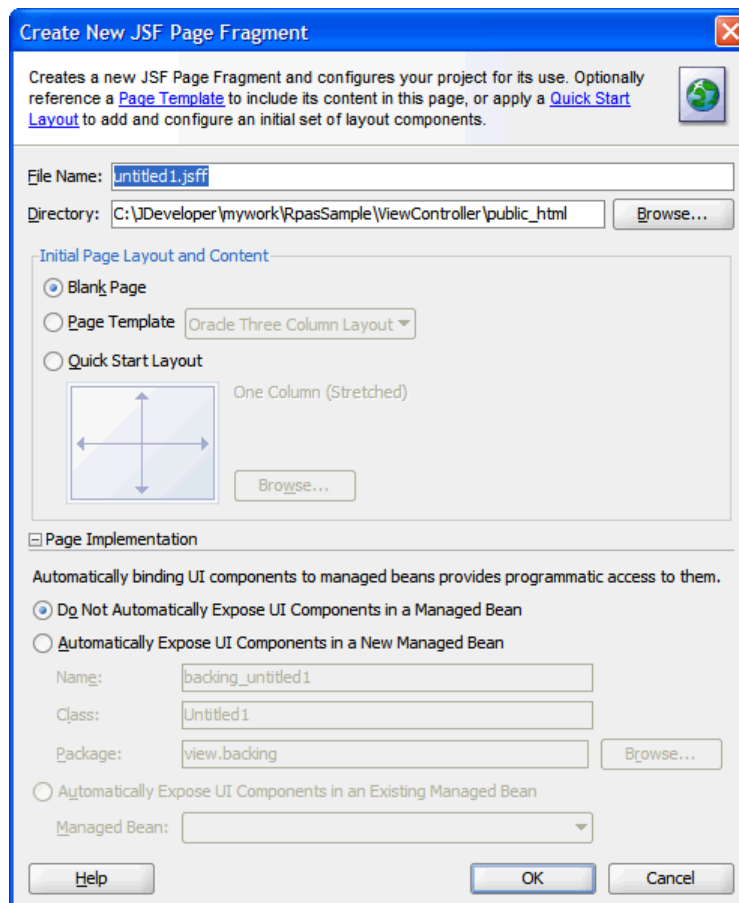 Create New JSF Page Fragment
Creates a new JSF Page Fragment and configures your project for its use. Optionally
reference a Page Template to include its content in this page, or apply a Quick Start
Layout to add and configure an initial set of layout components.
File Name: untitled1.jsff
Directory: C:\JDeveloper\mywork\RpasSample\ViewController\public_html Browse...
Initial Page Layout and Content
Blank Page
Page Template Oracle Three Column Layout
Quick Start Layout
One Column (Stretched)
Browse...
Page Implementation
Automatically binding UI components to managed beans provides programmatic access to them.
Do Not Automatically Expose UI Components in a Managed Bean
Automatically Expose UI Components in a New Managed Bean
Name: backing_untitled1
Class: Untitled1
Package: view.backing Browse...
Automatically Expose UI Components in an Existing Managed Bean
Managed Bean:
Help OK Cancel